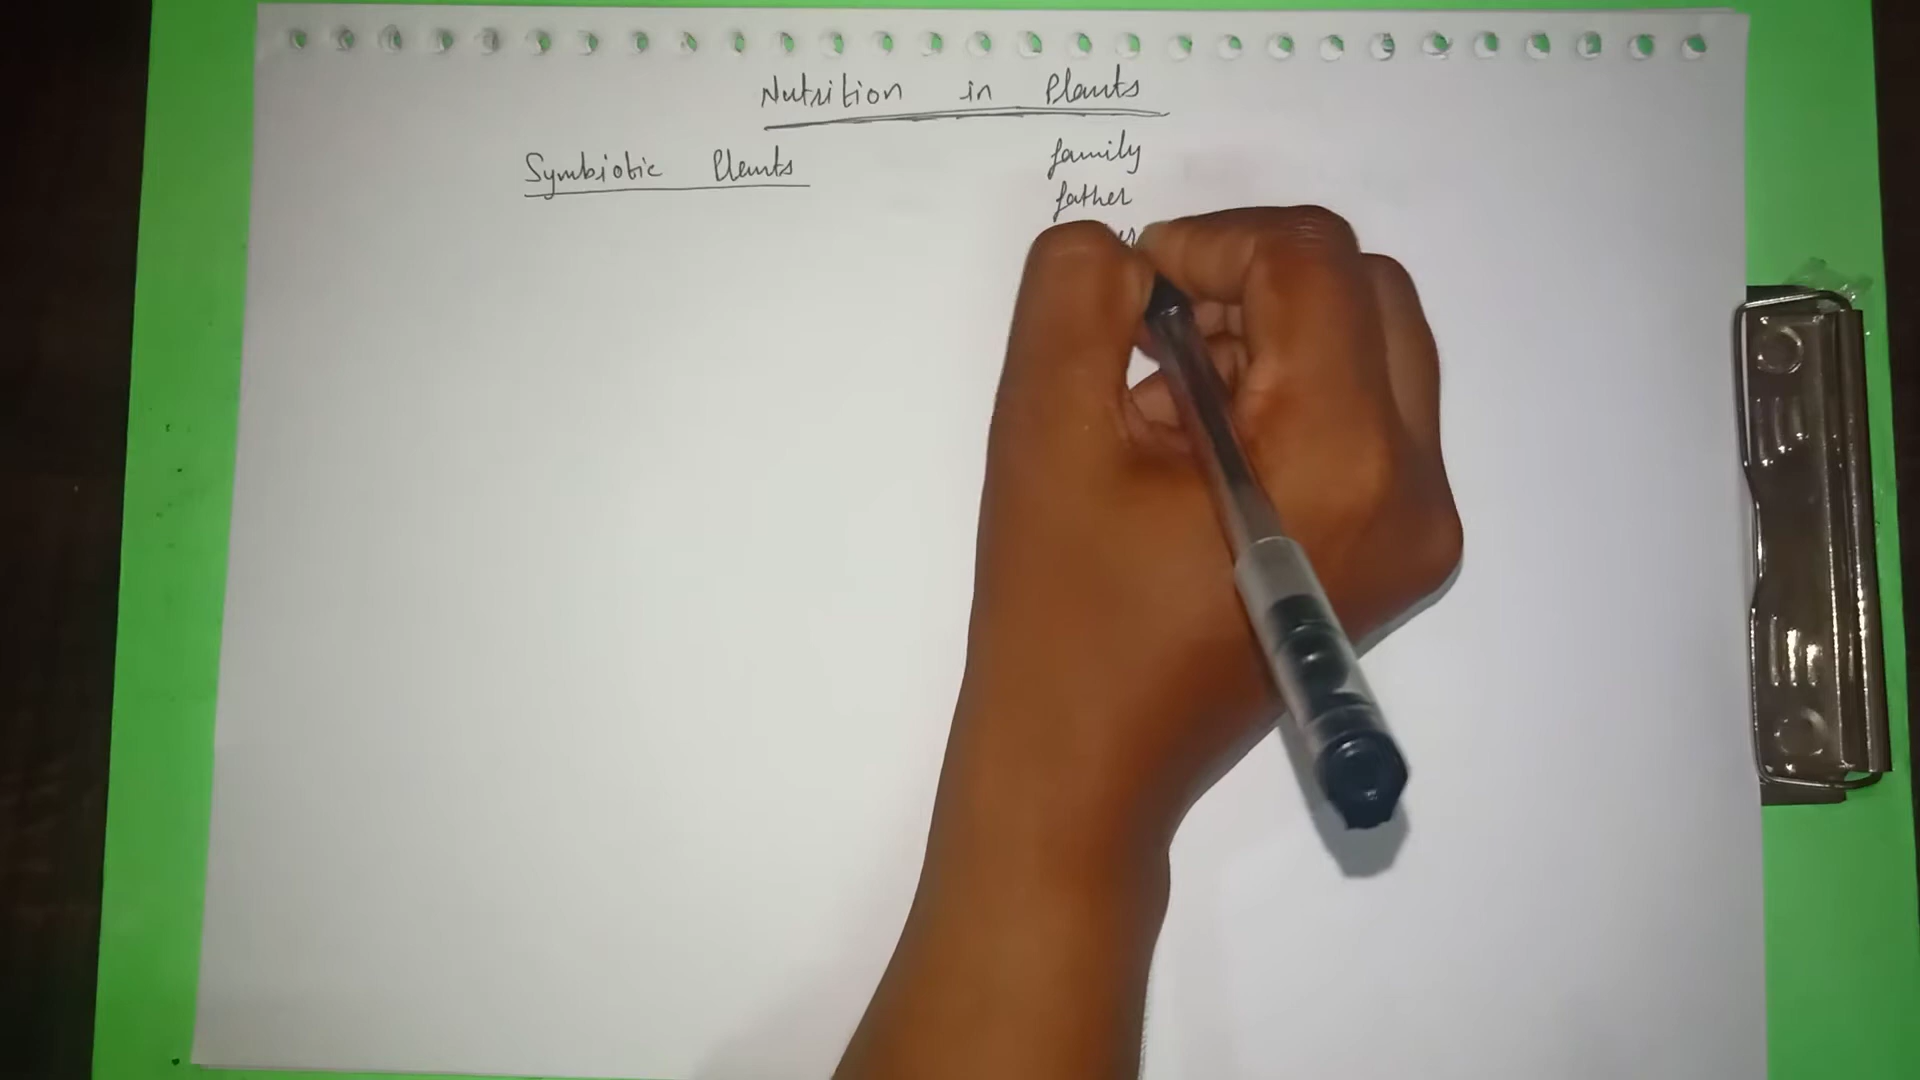 Nutrition in Plants
Symbiotic Plants
family
father